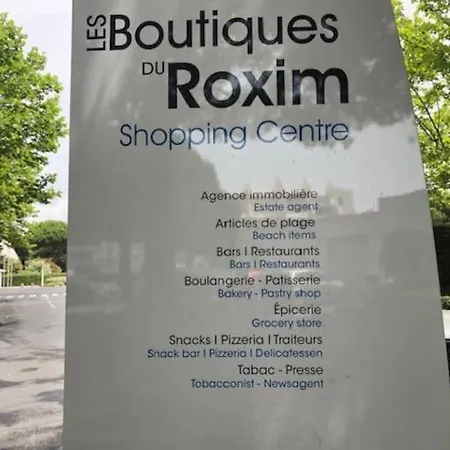 LES Boutiques
DU Roxim
Shopping Centre
Agence immobilière
Estate agent
Articles de plage
Beach items
Bars | Restaurants
Bars | Restaurants
Boulangerie - Patisserie
Bakery - Pastry shop
Épicerie
Grocery store
Snacks | Pizzeria | Traiteurs
Snack bar | Pizzeria | Delicatessen
Tabac - Presse
Tobacconist - Newsagent